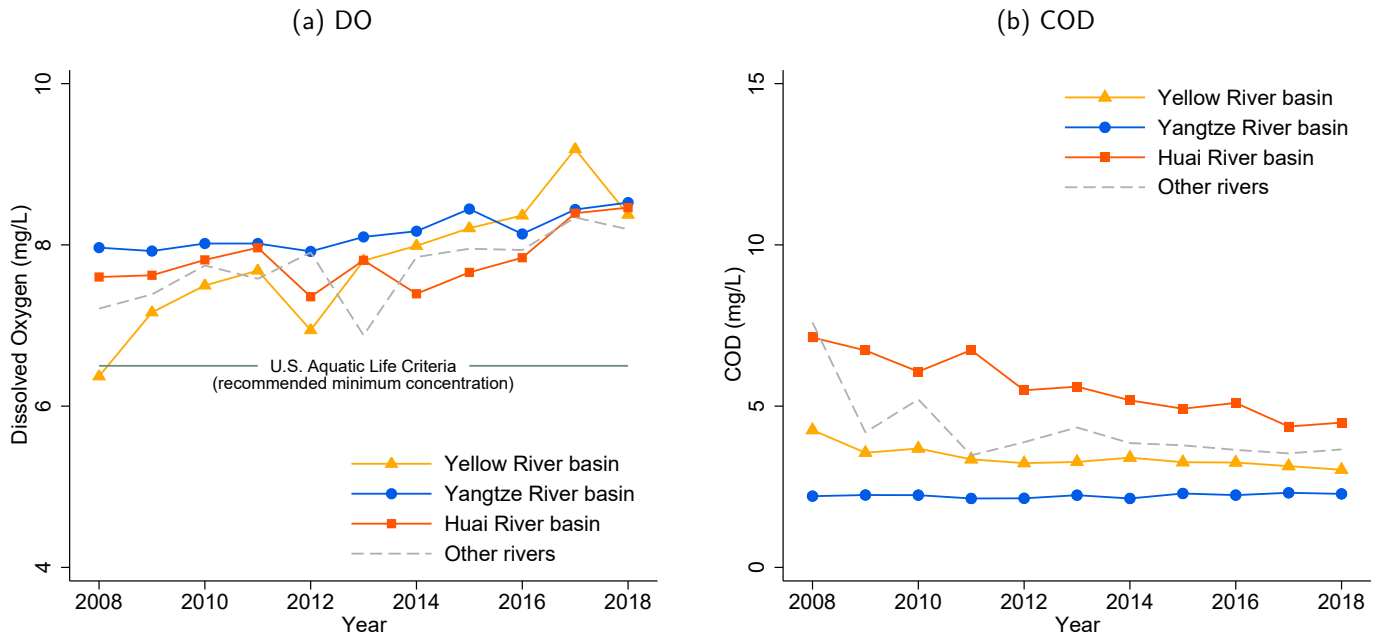 (a) DO
Dissolved Oxygen (mg/L)
10
8
6
4
U.S. Aquatic Life Criteria
(recommended minimum concentration)
Yellow River basin
Yangtze River basin
Huai River basin
Other rivers
2008 2010 2012 2014 2016 2018
Year
(b) COD
COD (mg/L)
15
10
5
0
Yellow River basin
Yangtze River basin
Huai River basin
Other rivers
2008 2010 2012 2014 2016 2018
Year